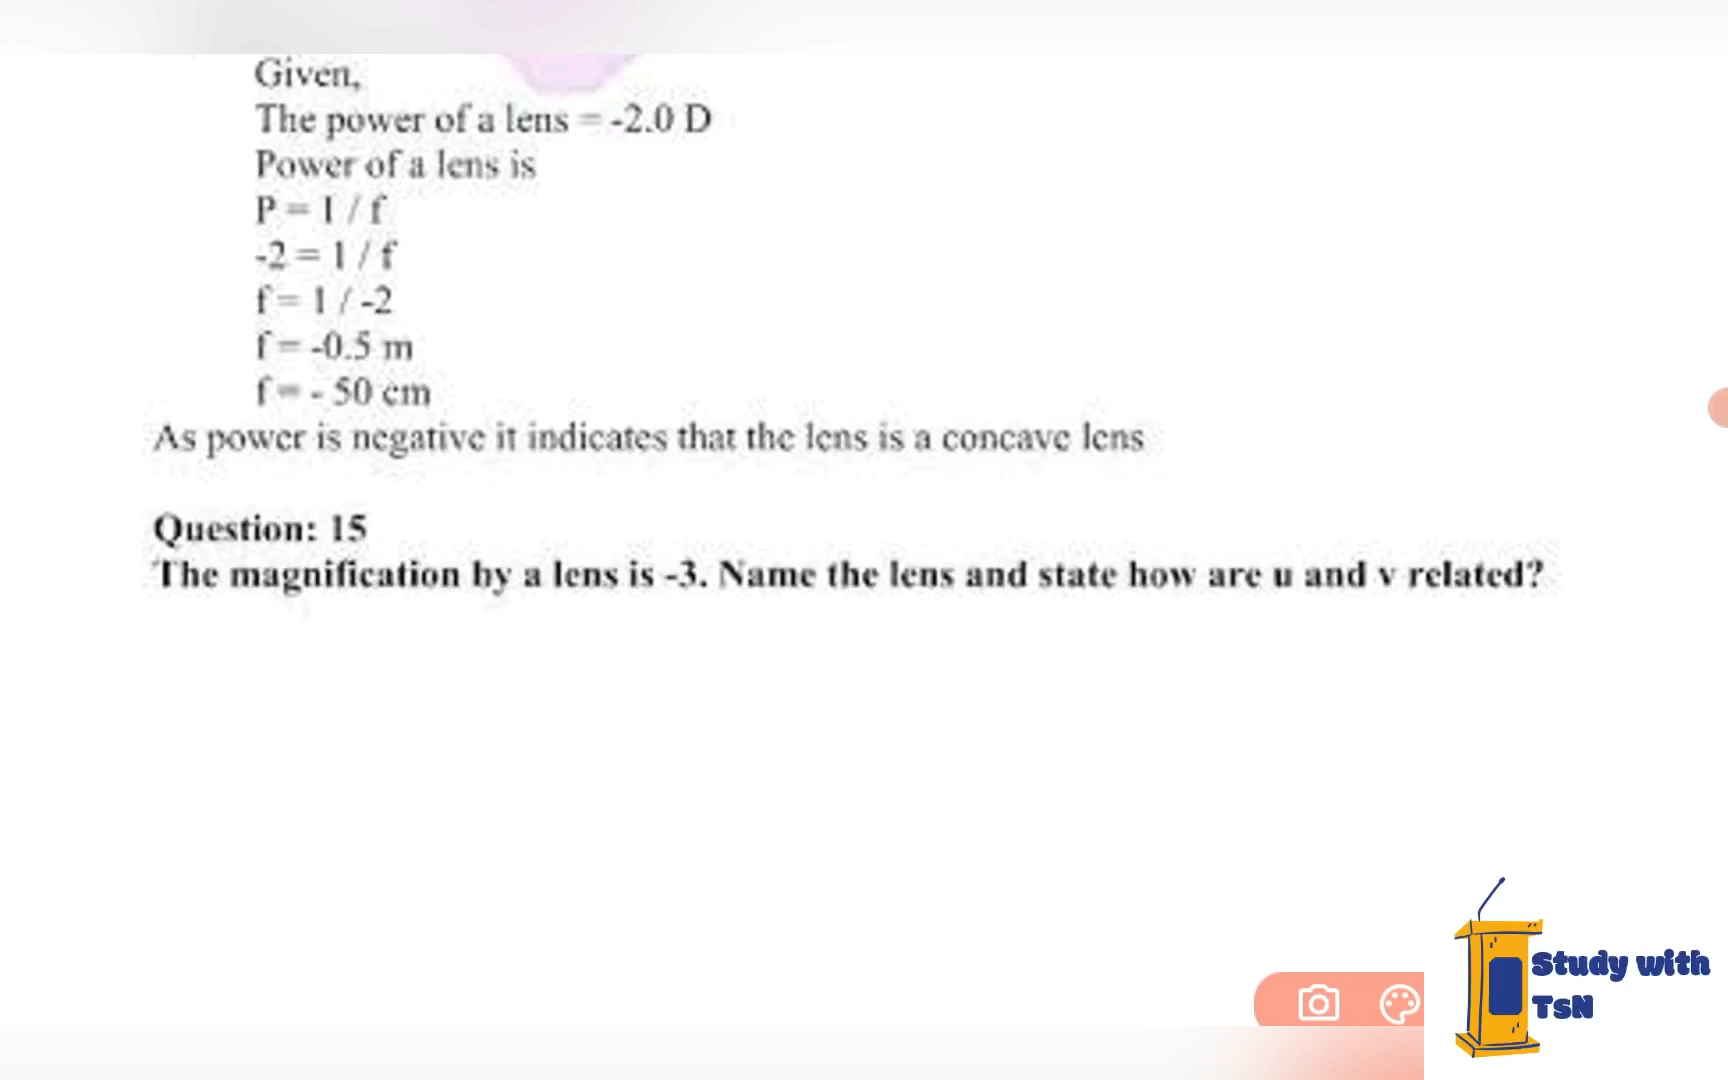 Given,
The power of a lens = -2.0 D
Power of a lens is
P = 1 / f
-2 = 1 / f
f = 1 / -2
f = -0.5 m
f = - 50 cm
As power is negative it indicates that the lens is a concave lens
Question: 15
The magnification by a lens is -3. Name the lens and state how are u and v related?
Study with
TsN